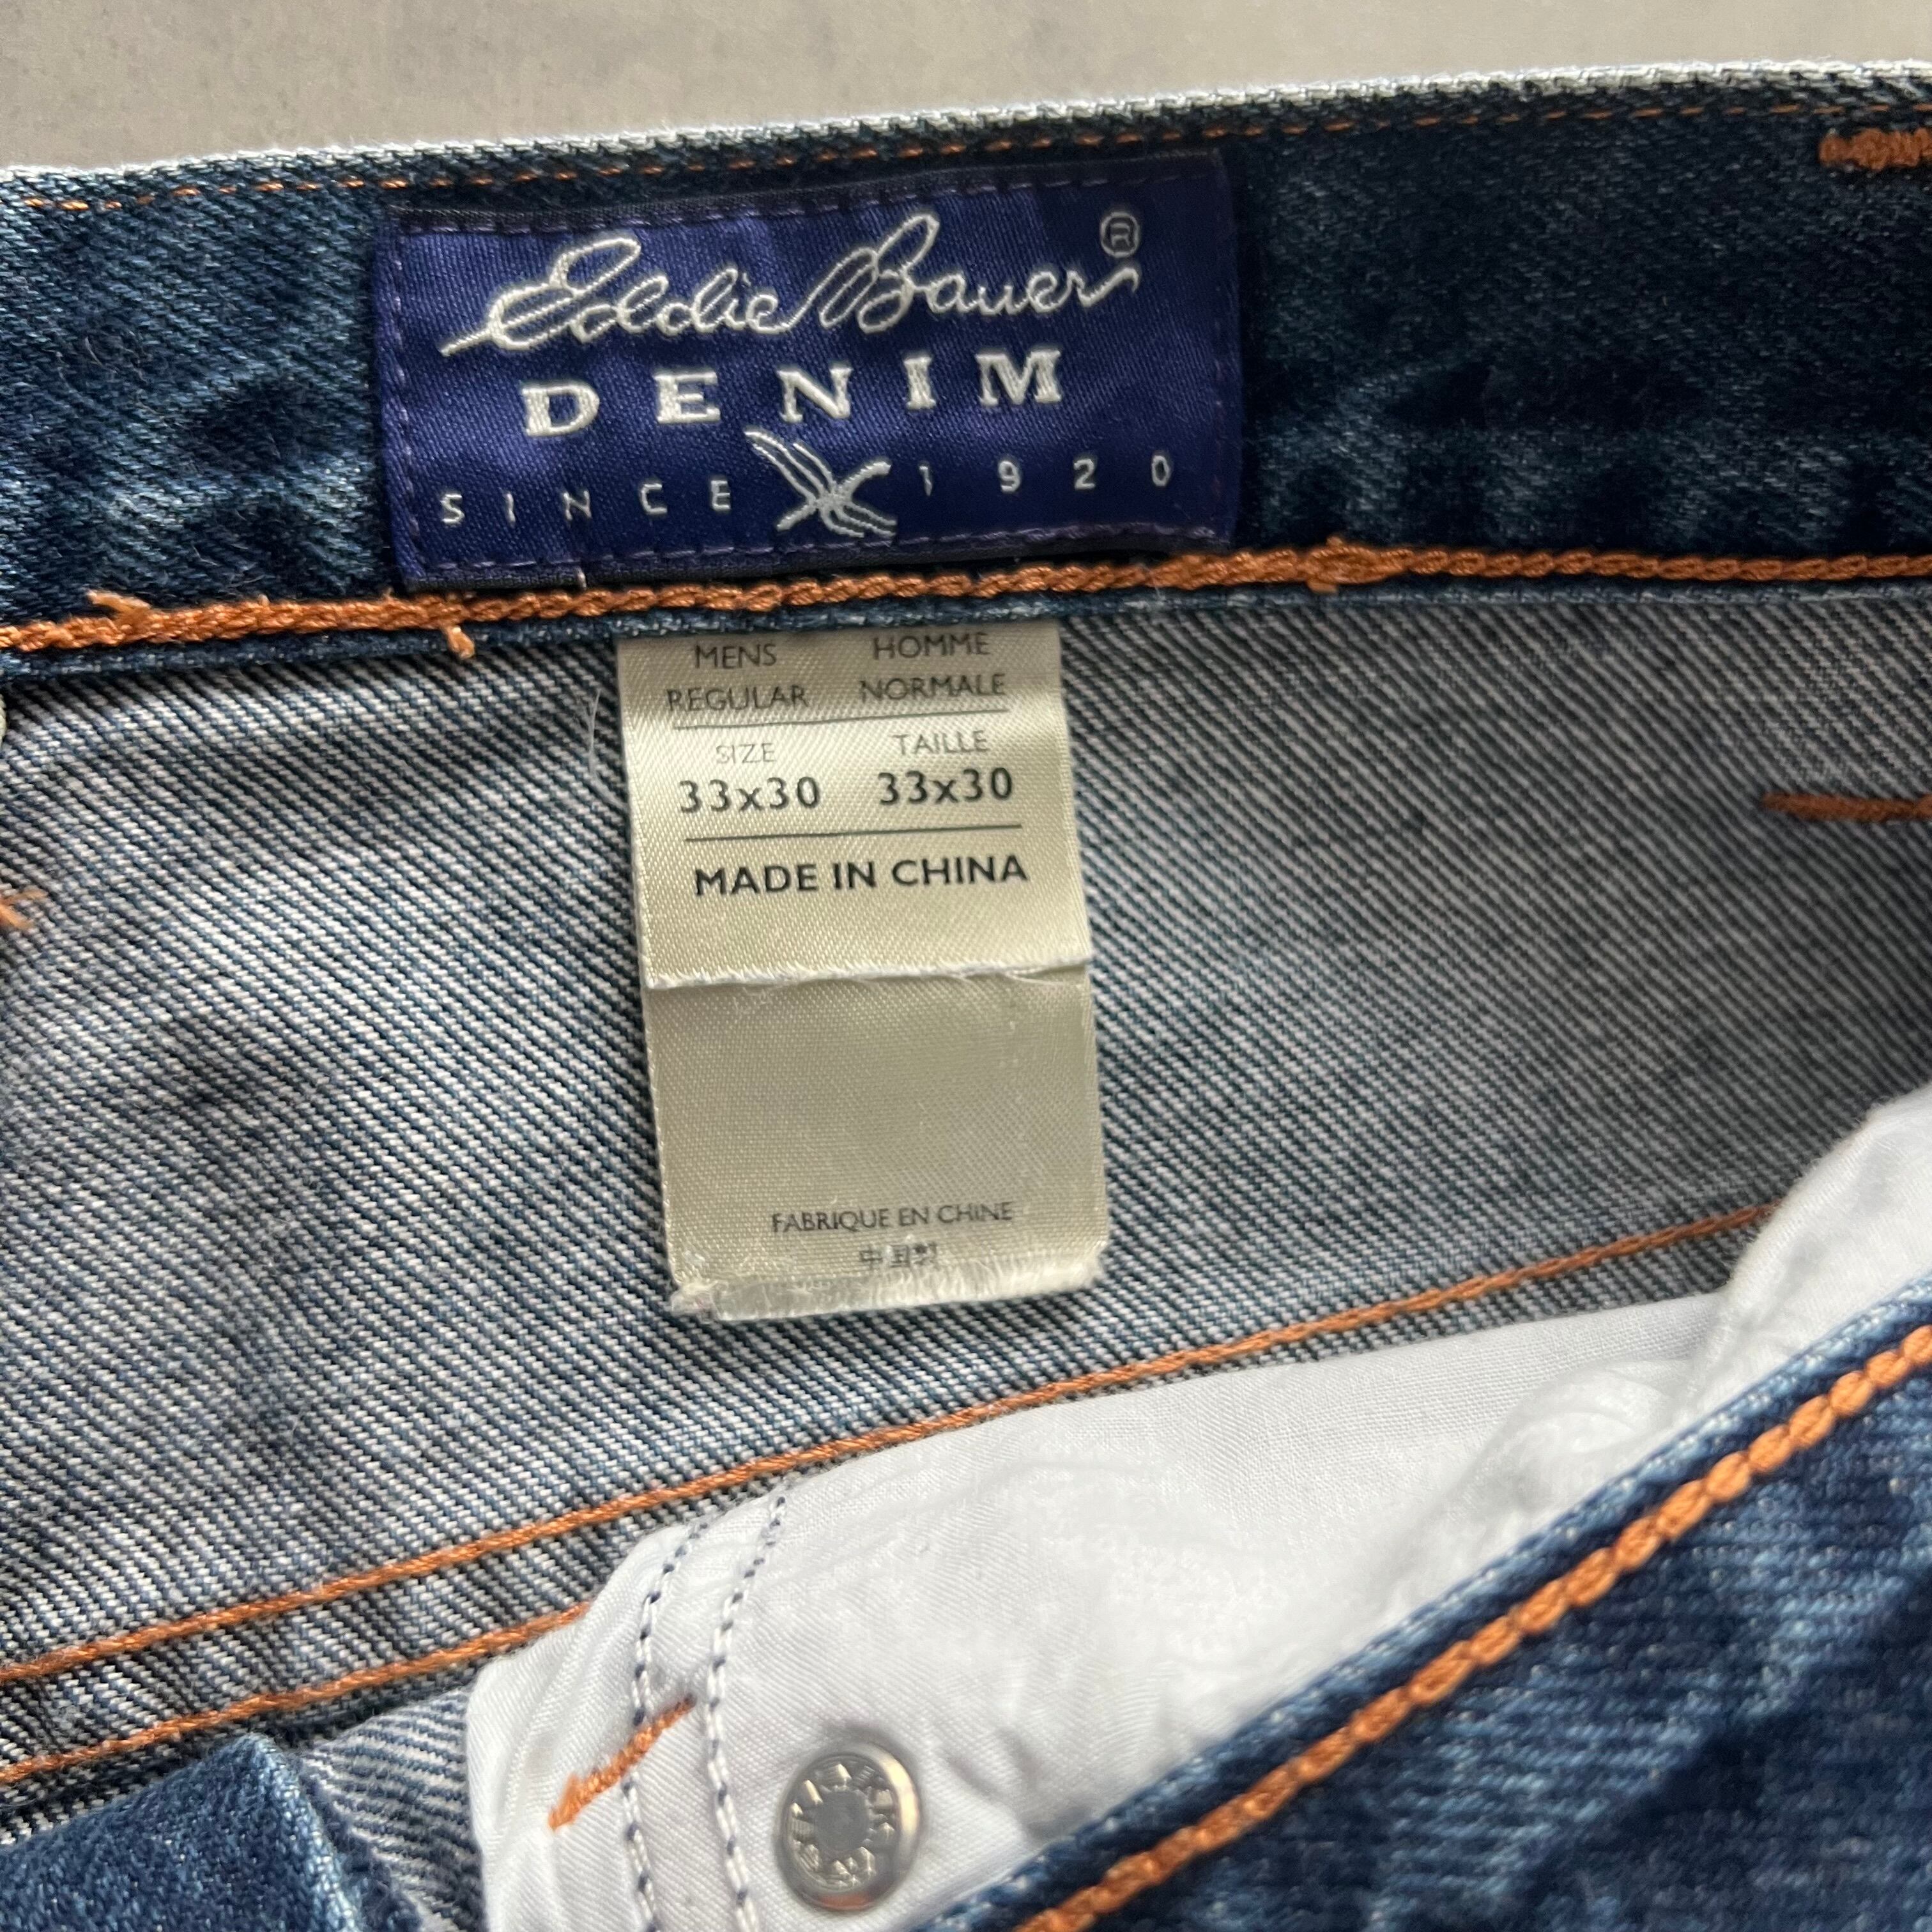 Eddie Bauer ®
DENIM
SINCE 1920
MENS HOMME
REGULAR NORMALE
SIZE TAILLE
33x30 33x30
MADE IN CHINA
FABRIQUE EN CHINE
YKK